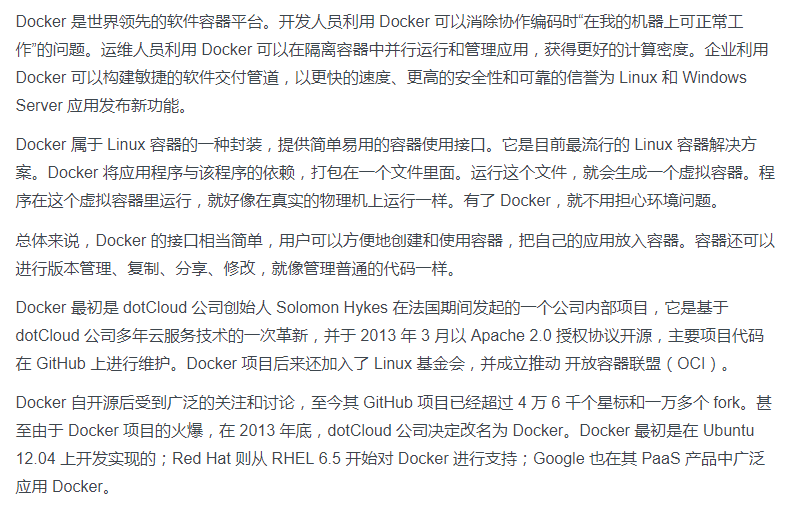 Docker 是世界领先的软件容器平台。开发人员利用 Docker 可以消除协作编码时“在我的机器上可正常工
作”的问题。运维人员利用 Docker 可以在隔离容器中并行运行和管理应用，获得更好的计算密度。企业利用
Docker 可以构建敏捷的软件交付管道，以更快的速度、更高的安全性和可靠的信誉为 Linux 和 Windows
Server 应用发布新功能。
Docker 属于 Linux 容器的一种封装，提供简单易用的容器使用接口。它是目前最流行的 Linux 容器解决方
案。Docker 将应用程序与该程序的依赖，打包在一个文件里面。运行这个文件，就会生成一个虚拟容器。程
序在这个虚拟容器里运行，就好像在真实的物理机上运行一样。有了 Docker，就不用担心环境问题。
总体来说，Docker 的接口相当简单，用户可以方便地创建和使用容器，把自己的应用放入容器。容器还可以
进行版本管理、复制、分享、修改，就像管理普通的代码一样。
Docker 最初是 dotCloud 公司创始人 Solomon Hykes 在法国期间发起的一个公司内部项目，它是基于
dotCloud 公司多年云服务技术的一次革新，并于 2013 年 3 月以 Apache 2.0 授权协议开源，主要项目代码
在 GitHub 上进行维护。Docker 项目后来还加入了 Linux 基金会，并成立推动 开放容器联盟（OCI）。
Docker 自开源后受到广泛的关注和讨论，至今其 GitHub 项目已经超过 4 万 6 千个星标和一万多个 fork。甚
至由于 Docker 项目的火爆，在 2013 年底，dotCloud 公司决定改名为 Docker。Docker 最初是在 Ubuntu
12.04 上开发实现的；Red Hat 则从 RHEL 6.5 开始对 Docker 进行支持；Google 也在其 PaaS 产品中广泛
应用 Docker。